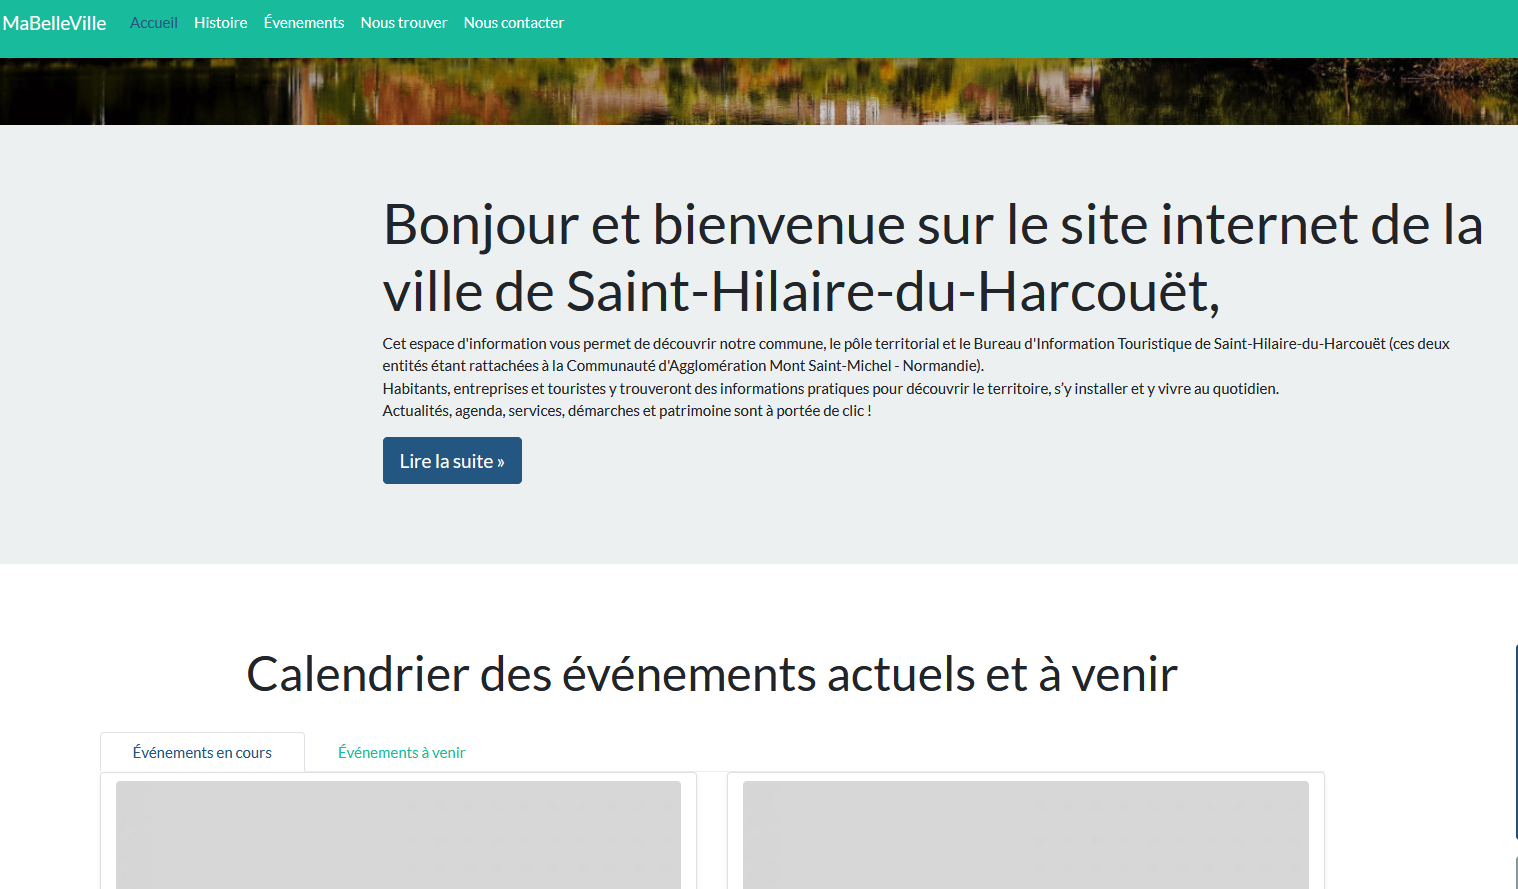 MaBelleVille Accueil Histoire Évenements Nous trouver Nous contacter
Bonjour et bienvenue sur le site internet de la
ville de Saint-Hilaire-du-Harcouët,
Cet espace d'information vous permet de découvrir notre commune, le pôle territorial et le Bureau d'Information Touristique de Saint-Hilaire-du-Harcouët (ces deux
entités étant rattachées à la Communauté d'Agglomération Mont Saint-Michel - Normandie).
Habitants, entreprises et touristes y trouveront des informations pratiques pour découvrir le territoire, s’y installer et y vivre au quotidien.
Actualités, agenda, services, démarches et patrimoine sont à portée de clic !
Lire la suite »
Calendrier des événements actuels et à venir
Événements en cours Événements à venir